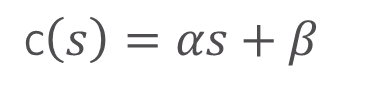 c(s) = αs + β